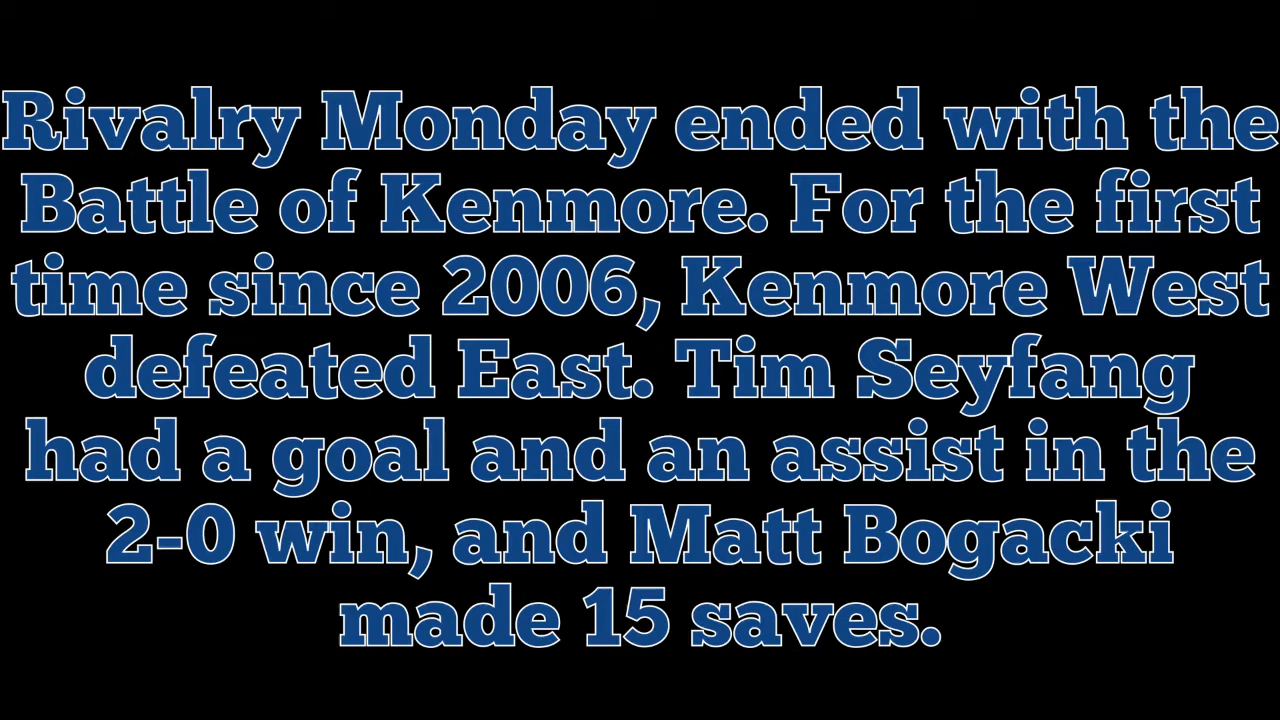 Rivalry Monday ended with the
Battle of Kenmore. For the first
time since 2006, Kenmore West
defeated East. Tim Seyfang
had a goal and an assist in the
2-0 win, and Matt Bogacki
made 15 saves.